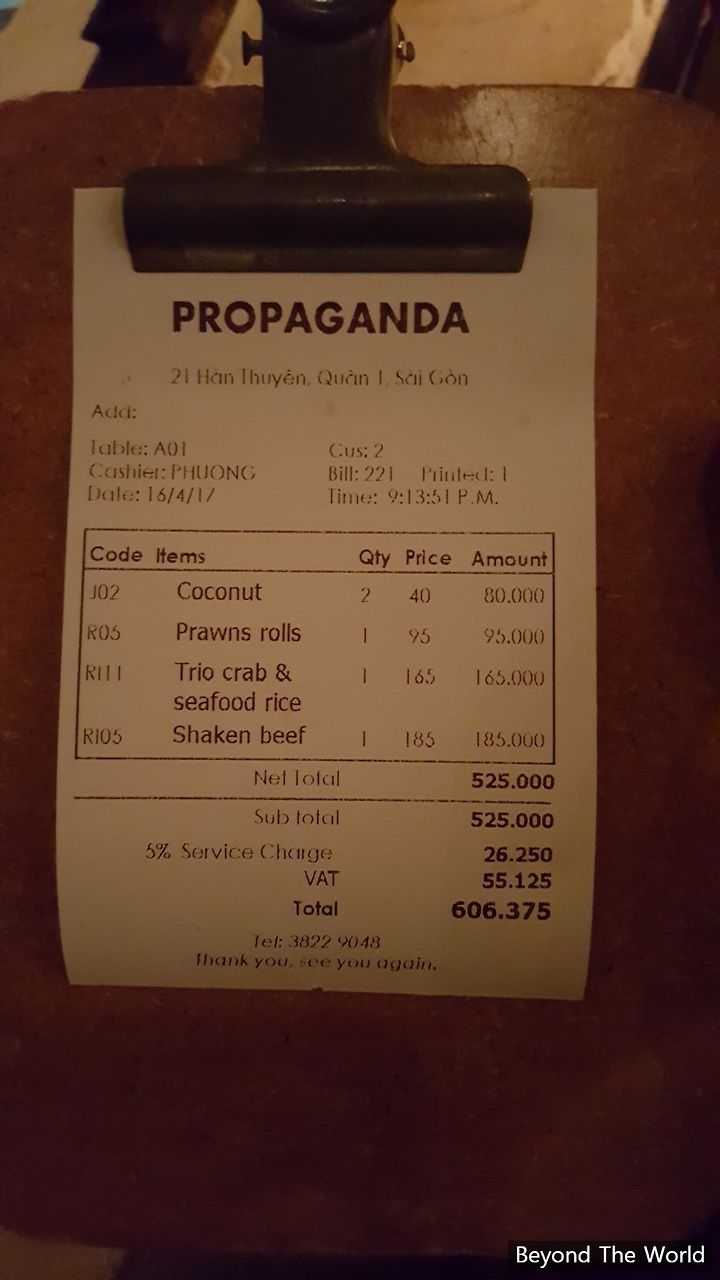 PROPAGANDA
21 Hàn Thuyên, Quận 1, Sài Gòn
Add:
Table: A01 Cus: 2
Cashier: PHUONG Bill: 221 Printed: 1
Date: 16/4/17 Time: 9:13:51 P.M.
Code Items Qty Price Amount
J02 Coconut 2 40 80.000
R05 Prawns rolls 1 95 95.000
RI11 Trio crab & 1 165 165.000
seafood rice
RI05 Shaken beef 1 185 185.000
Net Total 525.000
Sub total 525.000
5% Service Charge 26.250
VAT 55.125
Total 606.375
Tel: 3822 9048
Thank you, see you again.
Beyond The World